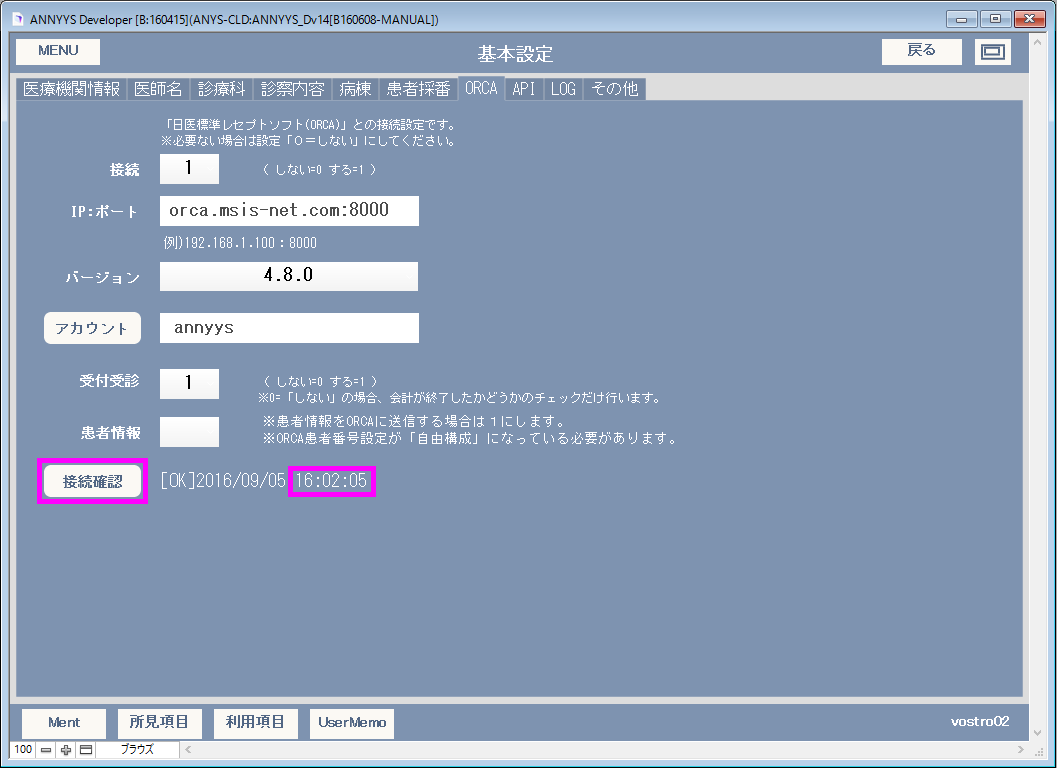 ANNYYS Developer [B:160415](ANYS-CLD:ANNYYS_Dv14[B160608-MANUAL])
MENU 基本設定 戻る
医療機関情報 医師名 診療科 診察内容 病棟 患者採番 ORCA API LOG その他
「日医標準レセプトソフト(ORCA)」との接続設定です。
※必要ない場合は設定「0=しない」にしてください。
接続 1 （ しない=0 する=1 ）
IP:ポート orca.msis-net.com:8000
例)192.168.1.100：8000
バージョン 4.8.0
アカウント annyys
受付受診 1 （ しない=0 する=1 ）
※0=「しない」の場合、会計が終了したかどうかのチェックだけ行います。
※患者情報をORCAに送信する場合は１にします。
患者情報
※ORCA患者番号設定が「自由構成」になっている必要があります。
接続確認 [OK]2016/09/05 16:02:05
Ment 所見項目 利用項目 UserMemo vostro02
100 ブラウズ